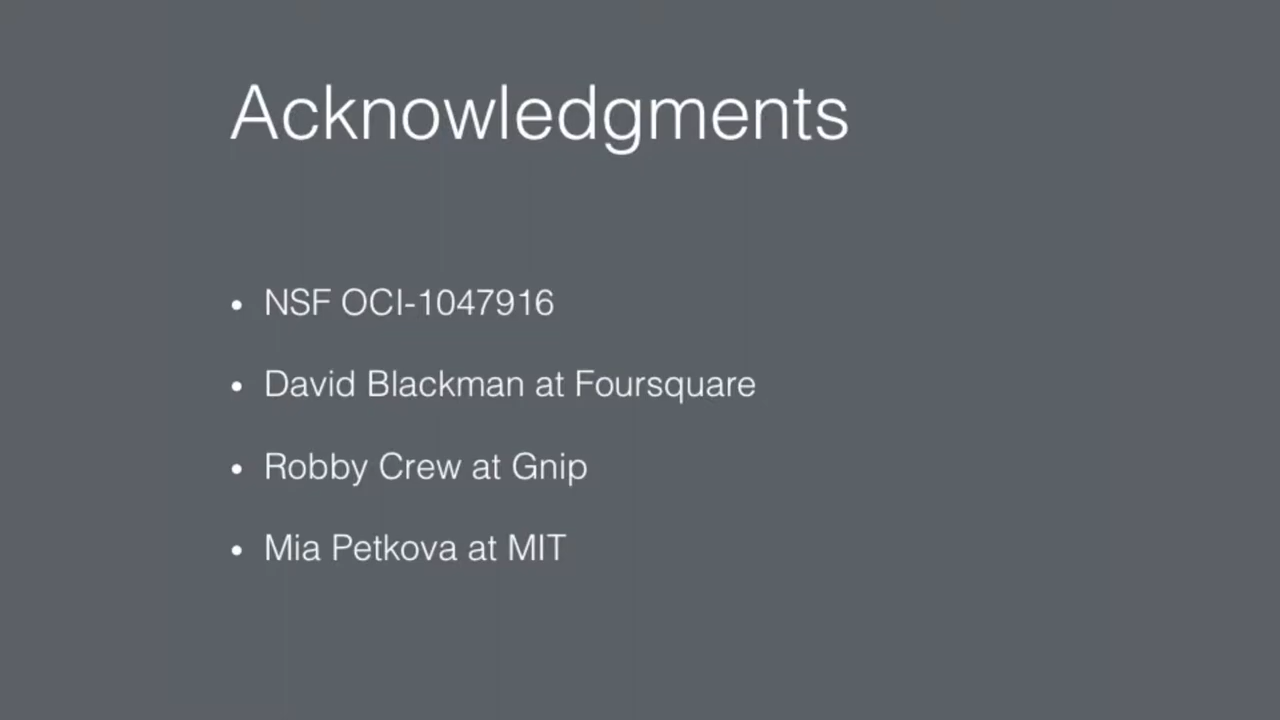 Acknowledgments
• NSF OCI-1047916
• David Blackman at Foursquare
• Robby Crew at Gnip
• Mia Petkova at MIT